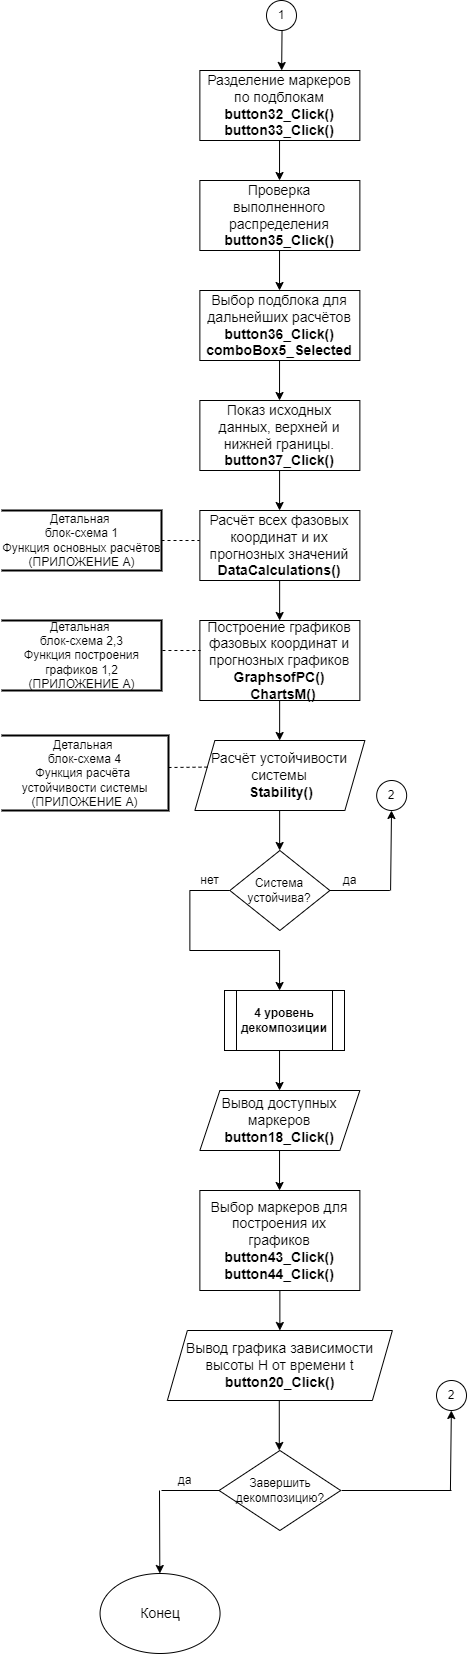 1
Разделение маркеров
по подблокам
button32_Click()
button33_Click()
Проверка
выполненного
распределения
button35_Click()
Выбор подблока для
дальнейших расчётов
button36_Click()
comboBox5_Selected
Показ исходных
данных, верхней и
нижней границы.
button37_Click()
Детальная
блок-схема 1
Функция основных расчётов
(ПРИЛОЖЕНИЕ А)
Расчёт всех фазовых
координат и их
прогнозных значений
DataCalculations()
Детальная
блок-схема 2,3
Функция построения
графиков 1,2
(ПРИЛОЖЕНИЕ А)
Построение графиков
фазовых координат и
прогнозных графиков
GraphsofPC()
ChartsM()
Детальная
блок-схема 4
Функция расчёта
устойчивости системы
(ПРИЛОЖЕНИЕ А)
Расчёт устойчивости
системы
Stability()
2
нет
Система
устойчива?
да
4 уровень
декомпозиции
Вывод доступных
маркеров
button18_Click()
Выбор маркеров для
построения их
графиков
button43_Click()
button44_Click()
Вывод графика зависимости
высоты H от времени t
button20_Click()
2
да
Завершить
декомпозицию?
Конец